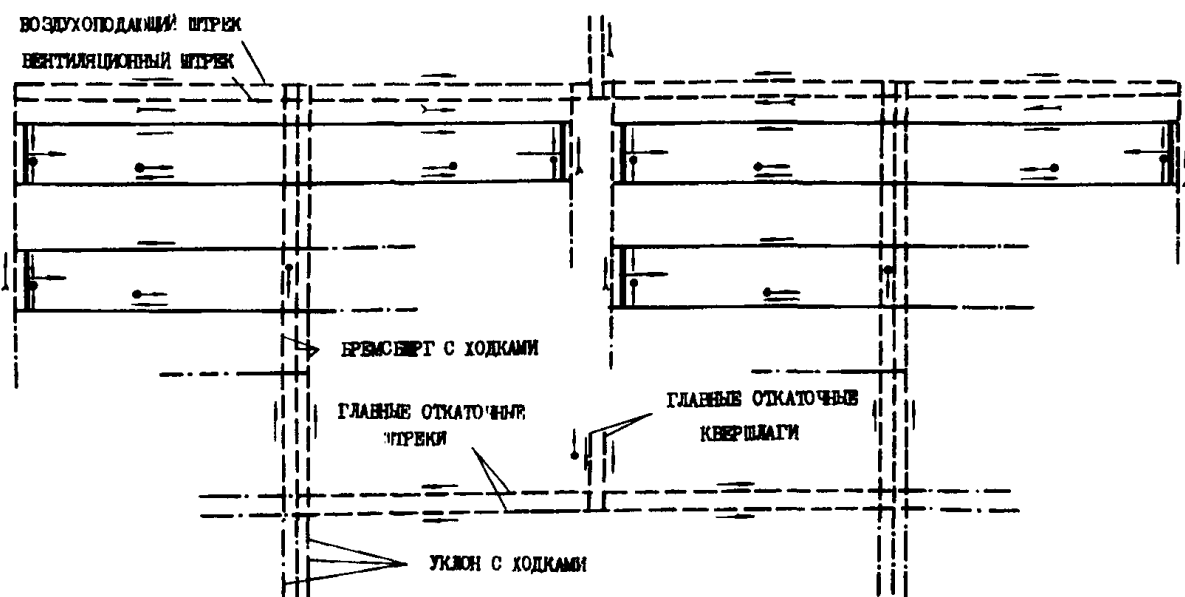 ВОЗДУХОПОДАЮЩИЙ ШТРЕК
ВЕНТИЛЯЦИОННЫЙ ШТРЕК
БРЕМСБЕРГ С ХОДКАМИ
ГЛАВНЫЕ ОТКАТОЧНЫЕ
ШТРЕКИ
ГЛАВНЫЕ ОТКАТОЧНЫЕ
КВЕРШЛАГИ
УКЛОН С ХОДКАМИ